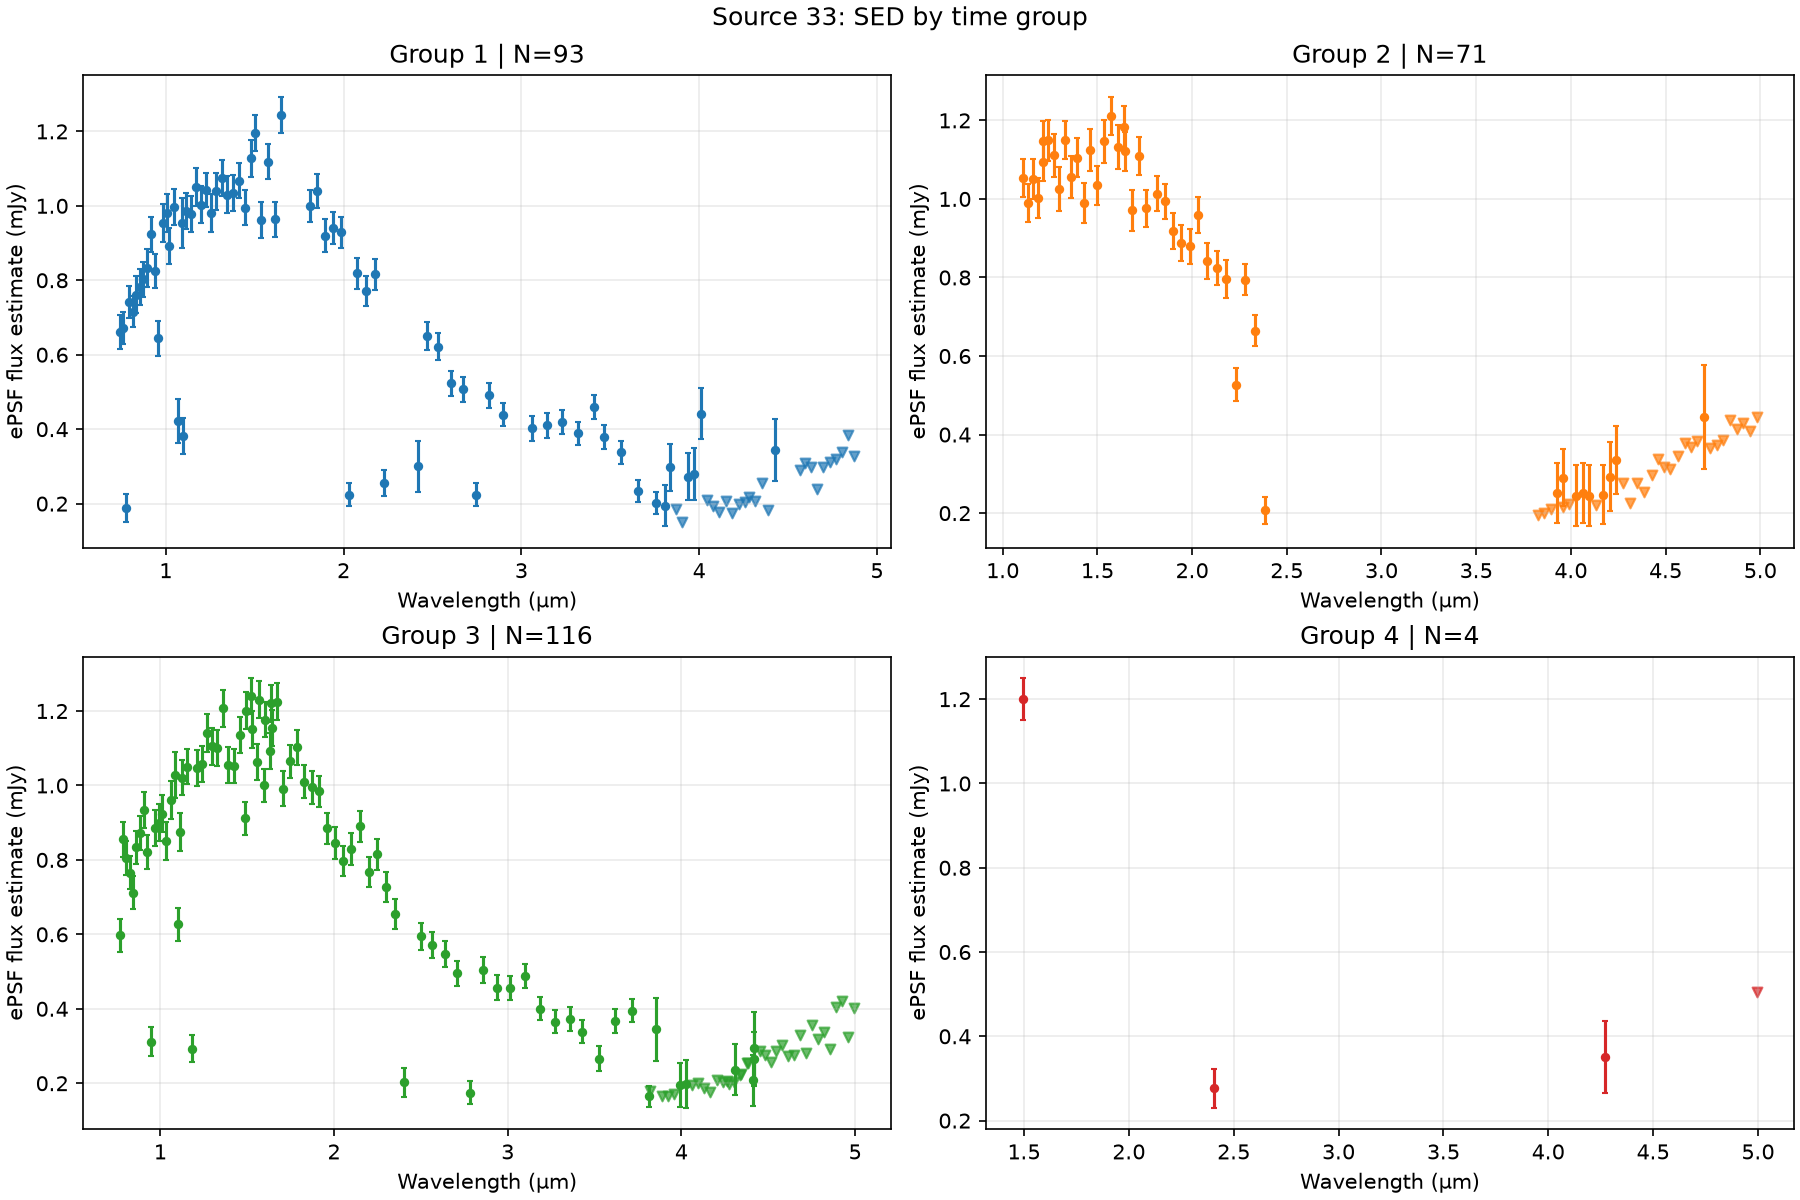 Source 33: SED by time group
Group 1 | N=93
ePSF flux estimate (mJy)
1.2
1.0
0.8
0.6
0.4
0.2
1 2 3 4 5
Wavelength (μm)
Group 2 | N=71
ePSF flux estimate (mJy)
1.2
1.0
0.8
0.6
0.4
0.2
1.0 1.5 2.0 2.5 3.0 3.5 4.0 4.5 5.0
Wavelength (μm)
Group 3 | N=116
ePSF flux estimate (mJy)
1.2
1.0
0.8
0.6
0.4
0.2
1 2 3 4 5
Wavelength (μm)
Group 4 | N=4
ePSF flux estimate (mJy)
1.2
1.0
0.8
0.6
0.4
0.2
1.5 2.0 2.5 3.0 3.5 4.0 4.5 5.0
Wavelength (μm)